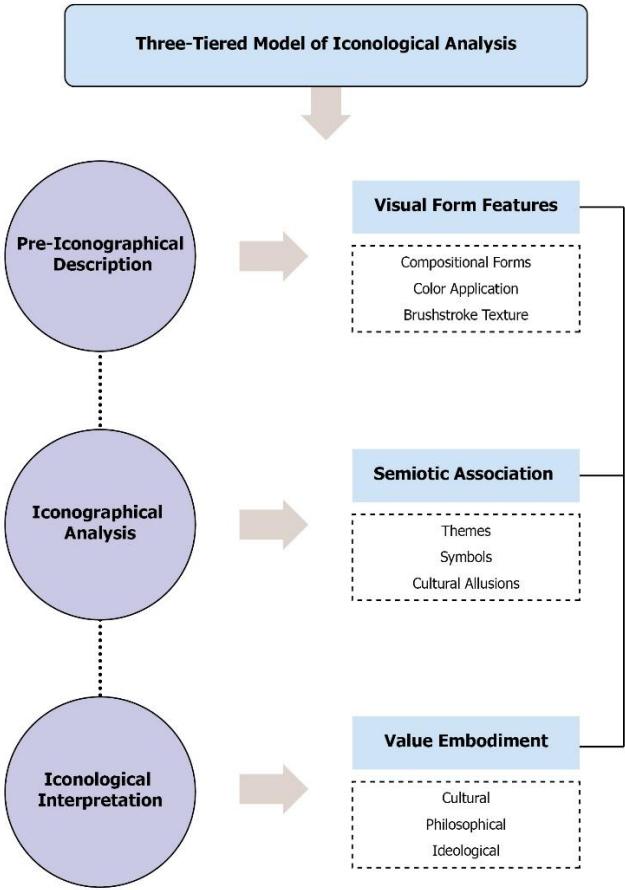 Three-Tiered Model of Iconological Analysis
Pre-Iconographical
Description
Visual Form Features
Compositional Forms
Color Application
Brushstroke Texture
Iconographical
Analysis
Semiotic Association
Themes
Symbols
Cultural Allusions
Iconological
Interpretation
Value Embodiment
Cultural
Philosophical
Ideological